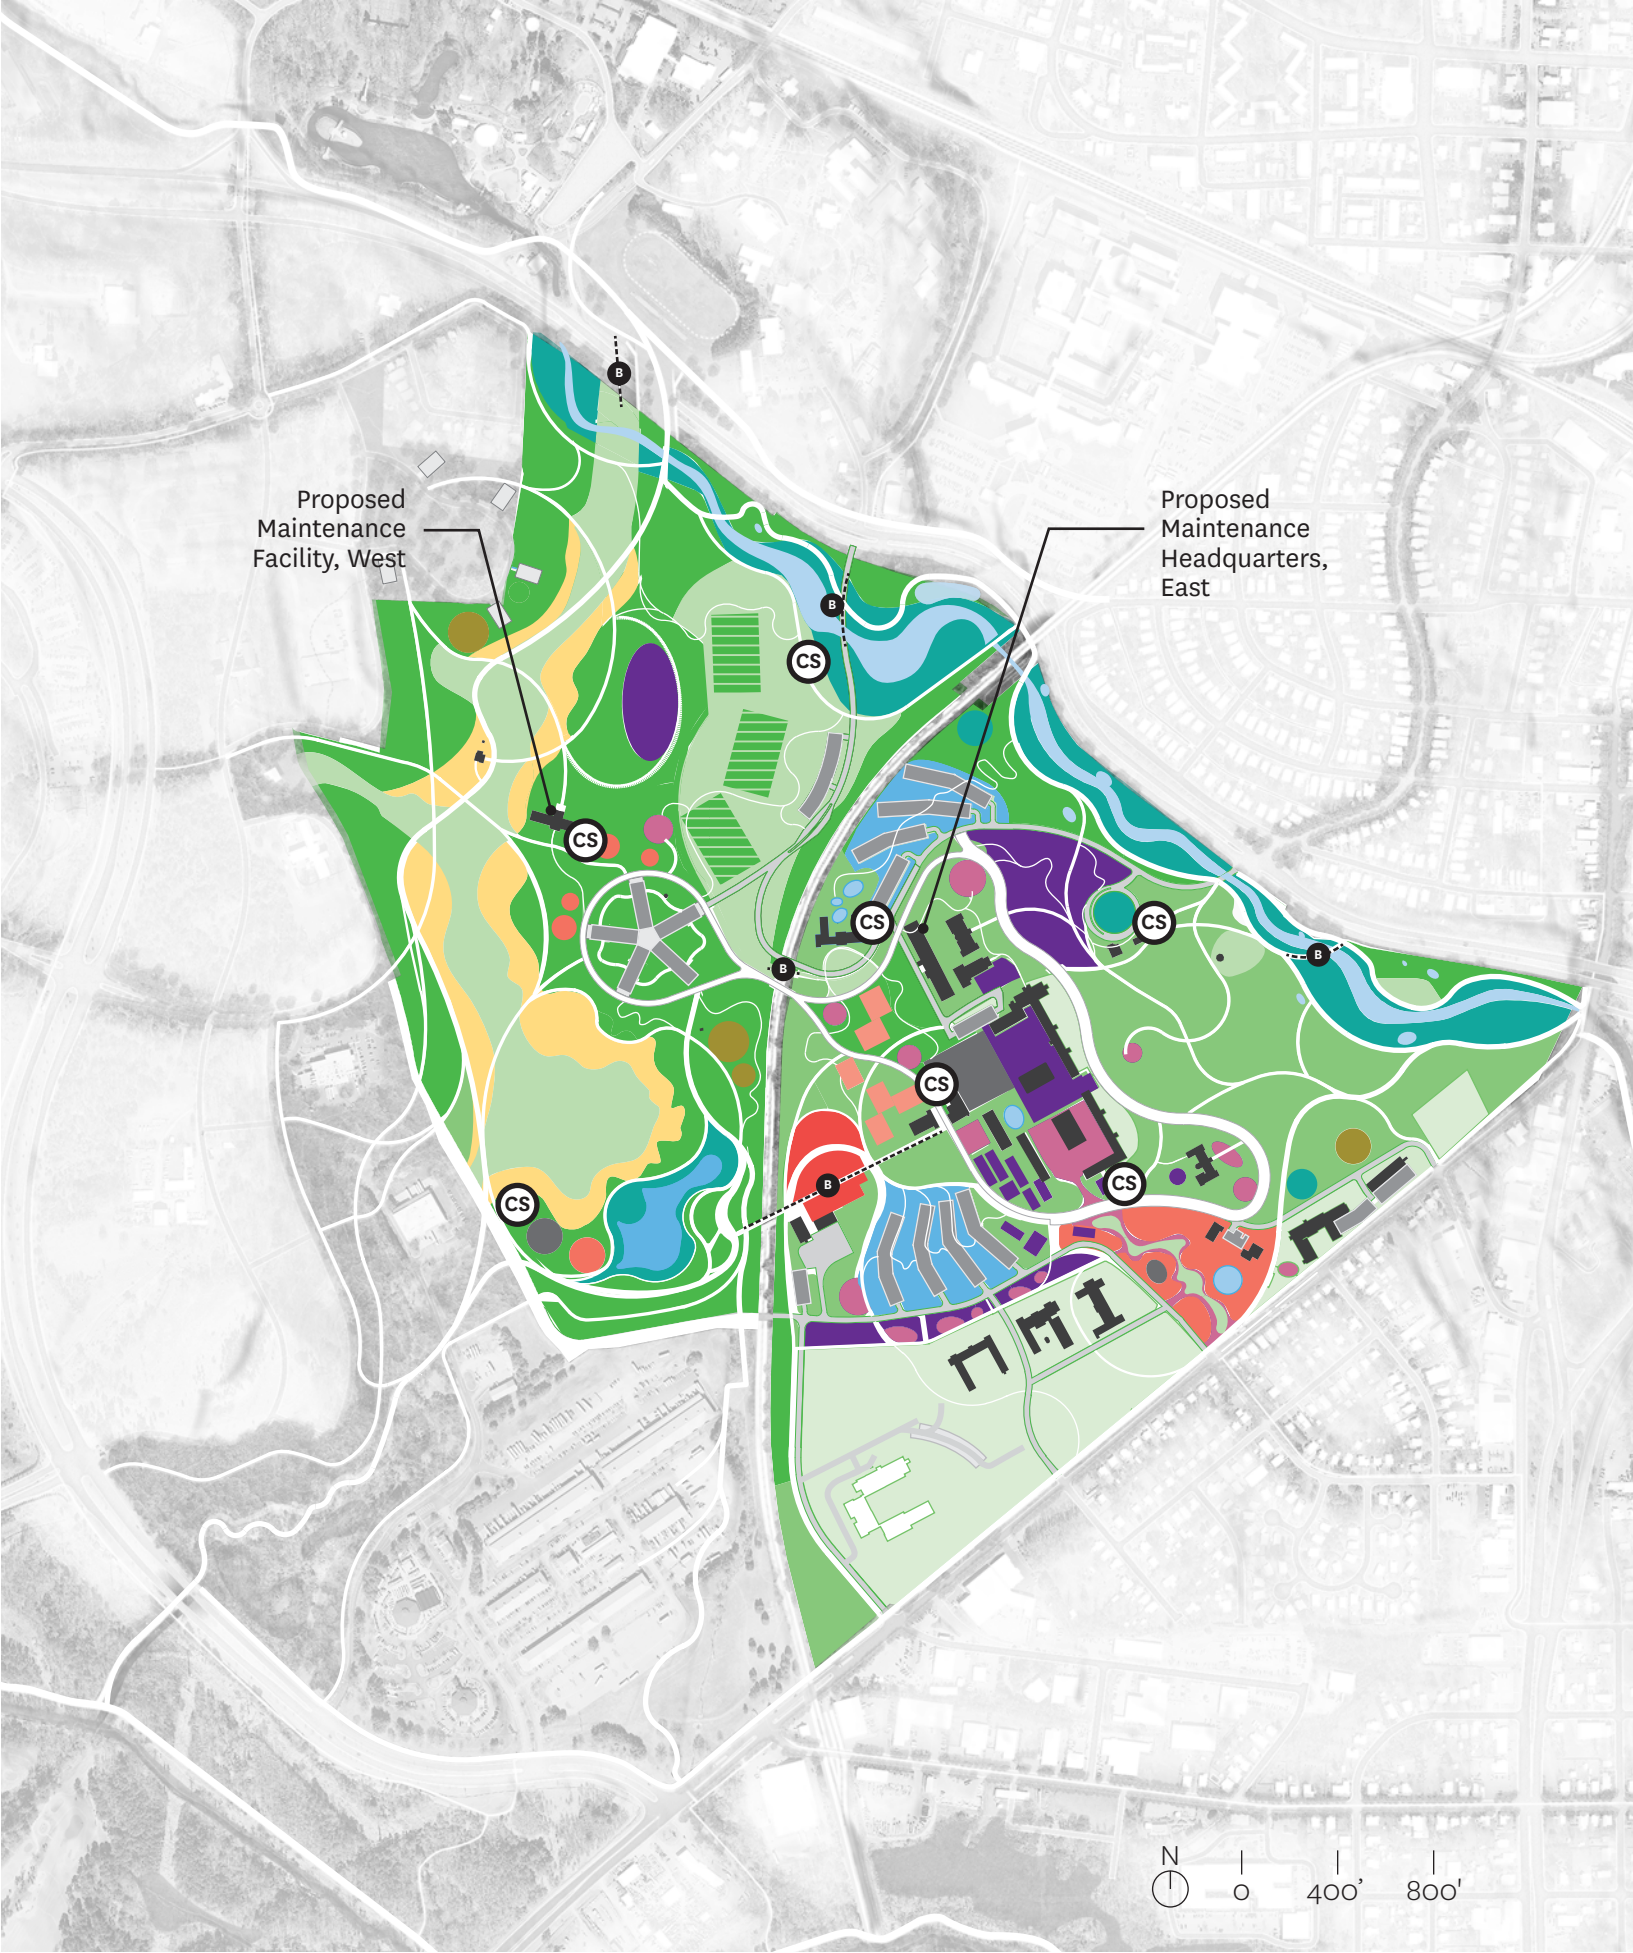 B
Proposed
Maintenance
Facility, West
Proposed
Maintenance
Headquarters,
East
B
CS
CS
CS
CS
B
B
CS
CS
B
CS
N
0
400’
800'